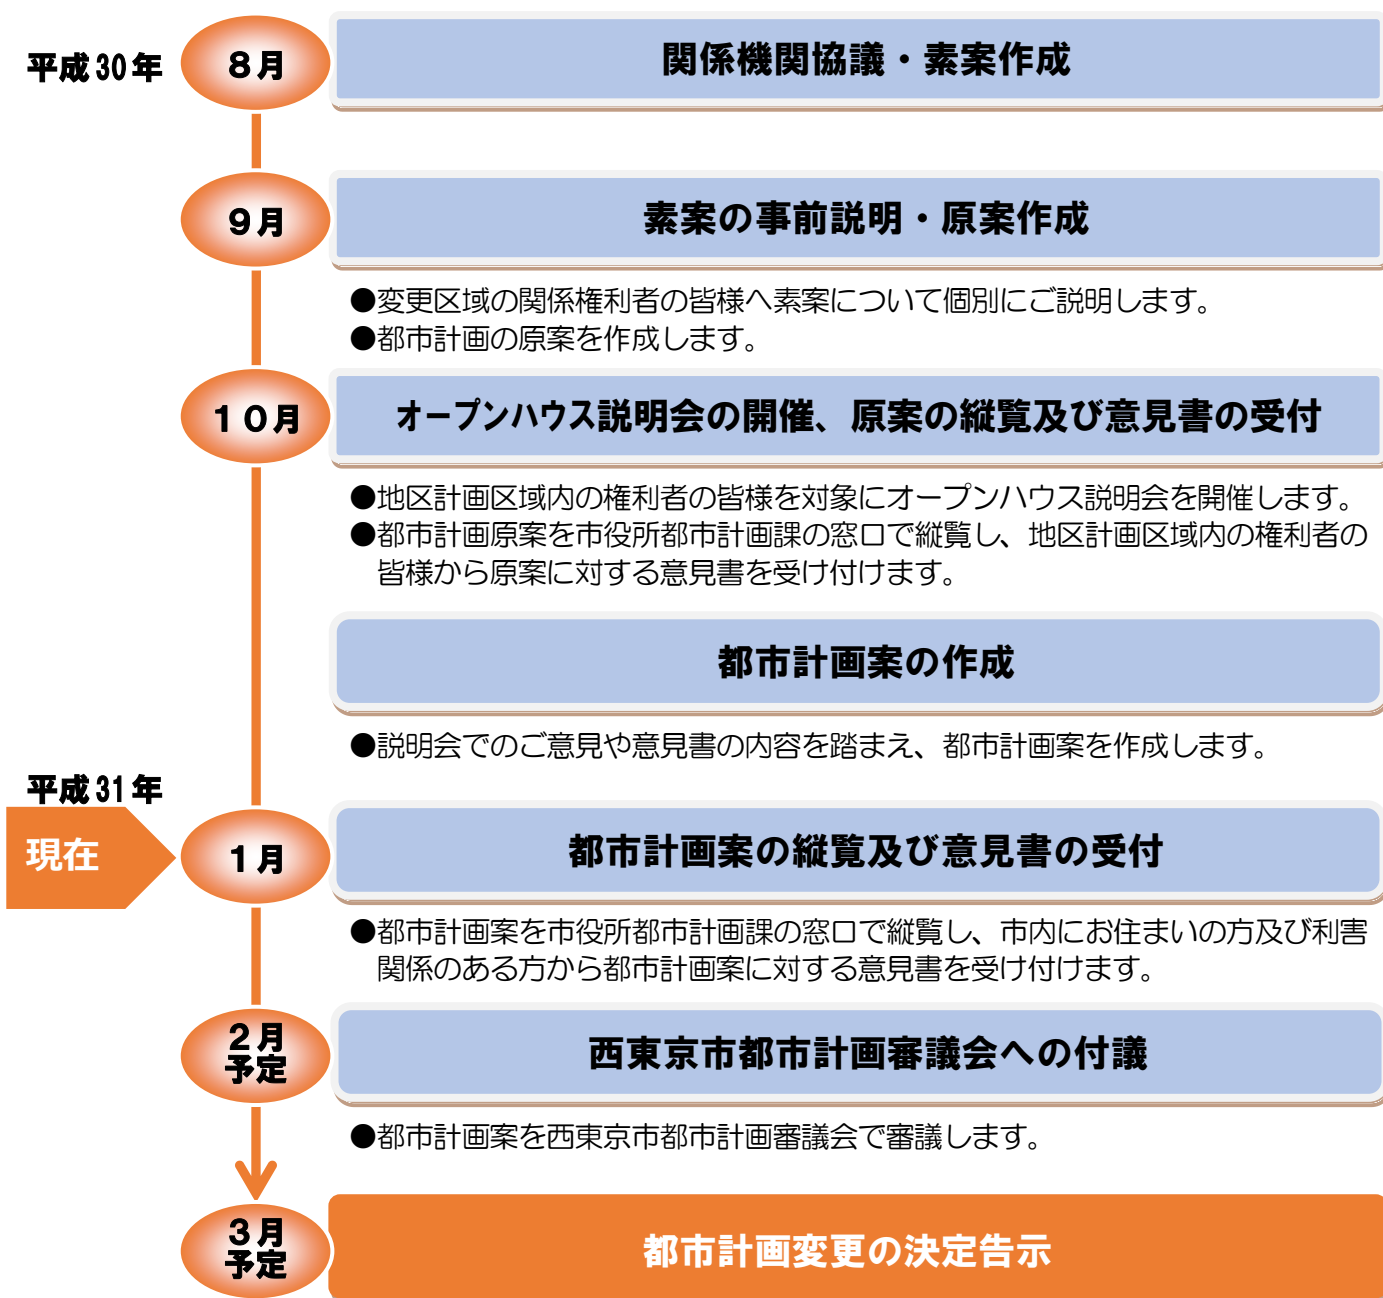 平成30年
8月
関係機関協議・素案作成
9月
素案の事前説明・原案作成
●変更区域の関係権利者の皆様へ素案について個別にご説明します。
●都市計画の原案を作成します。
10月
オープンハウス説明会の開催、原案の縦覧及び意見書の受付
●地区計画区域内の権利者の皆様を対象にオープンハウス説明会を開催します。
●都市計画原案を市役所都市計画課の窓口で縦覧し、地区計画区域内の権利者の
皆様から原案に対する意見書を受け付けます。
都市計画案の作成
●説明会でのご意見や意見書の内容を踏まえ、都市計画案を作成します。
平成31年
現在
1月
都市計画案の縦覧及び意見書の受付
●都市計画案を市役所都市計画課の窓口で縦覧し、市内にお住まいの方及び利害
関係のある方から都市計画案に対する意見書を受け付けます。
2月
予定
西東京市都市計画審議会への付議
●都市計画案を西東京市都市計画審議会で審議します。
3月
予定
都市計画変更の決定告示